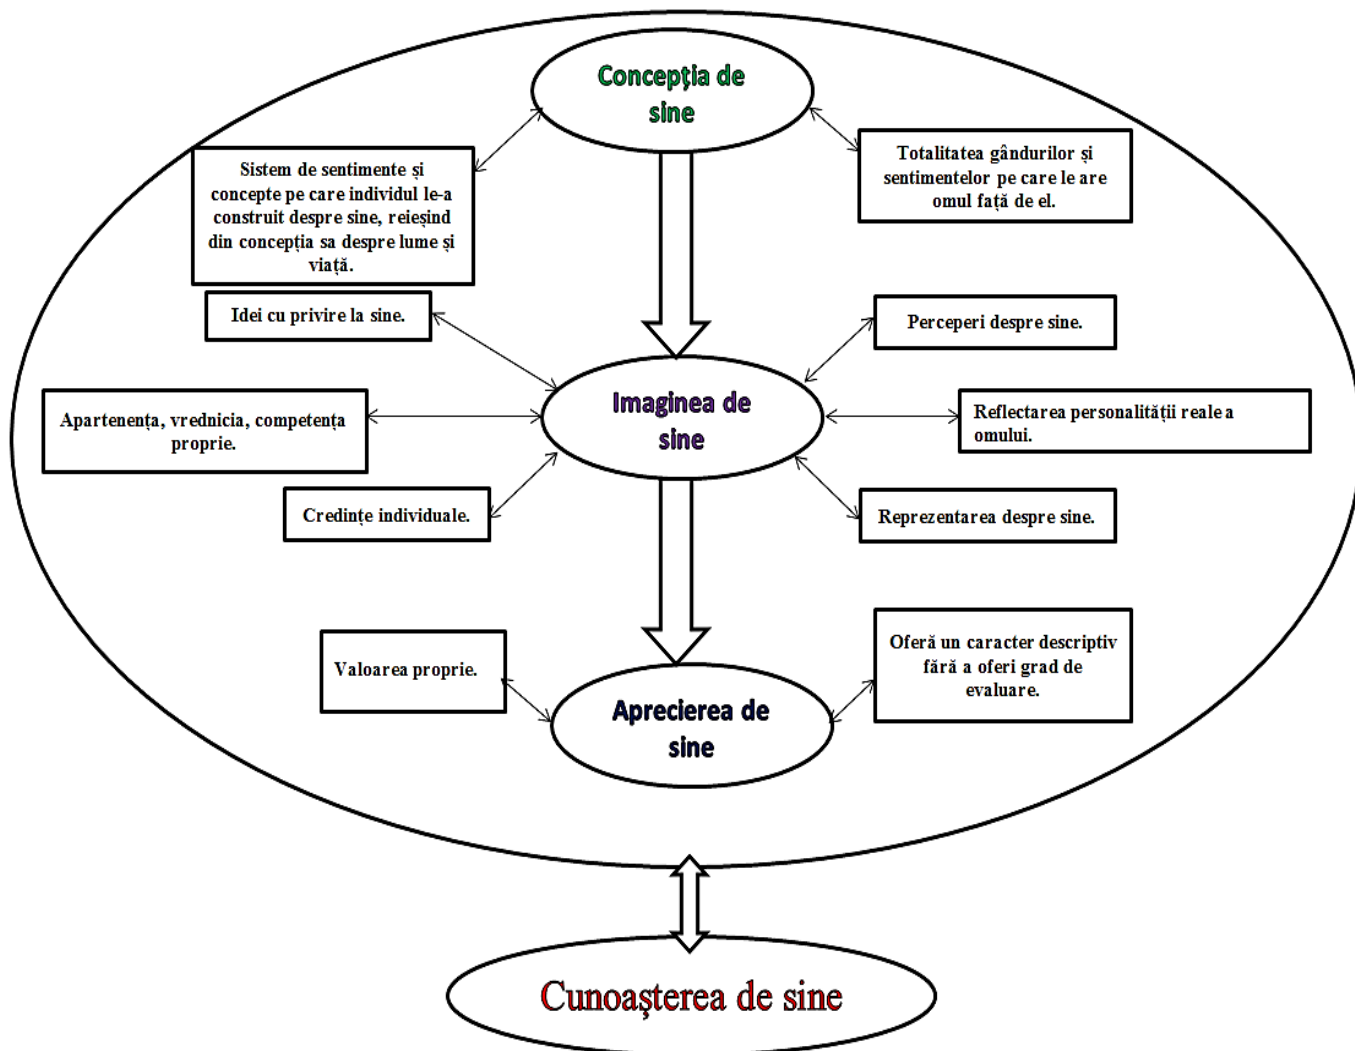 Concepția de
sine
Sistem de sentimente și
concepte pe care individul le-a
construit despre sine, reieșind
din concepția sa despre lume și
viață.
Totalitatea gândurilor și
sentimentelor pe care le are
omul față de el.
Idei cu privire la sine.
Perceperi despre sine.
Imaginea de
sine
Apartenența, vrednicia, competența
proprie.
Reflectarea personalității reale a
omului.
Credințe individuale.
Reprezentarea despre sine.
Valoarea proprie.
Oferă un caracter descriptiv
fără a oferi grad de
evaluare.
Aprecierea de
sine
Cunoașterea de sine